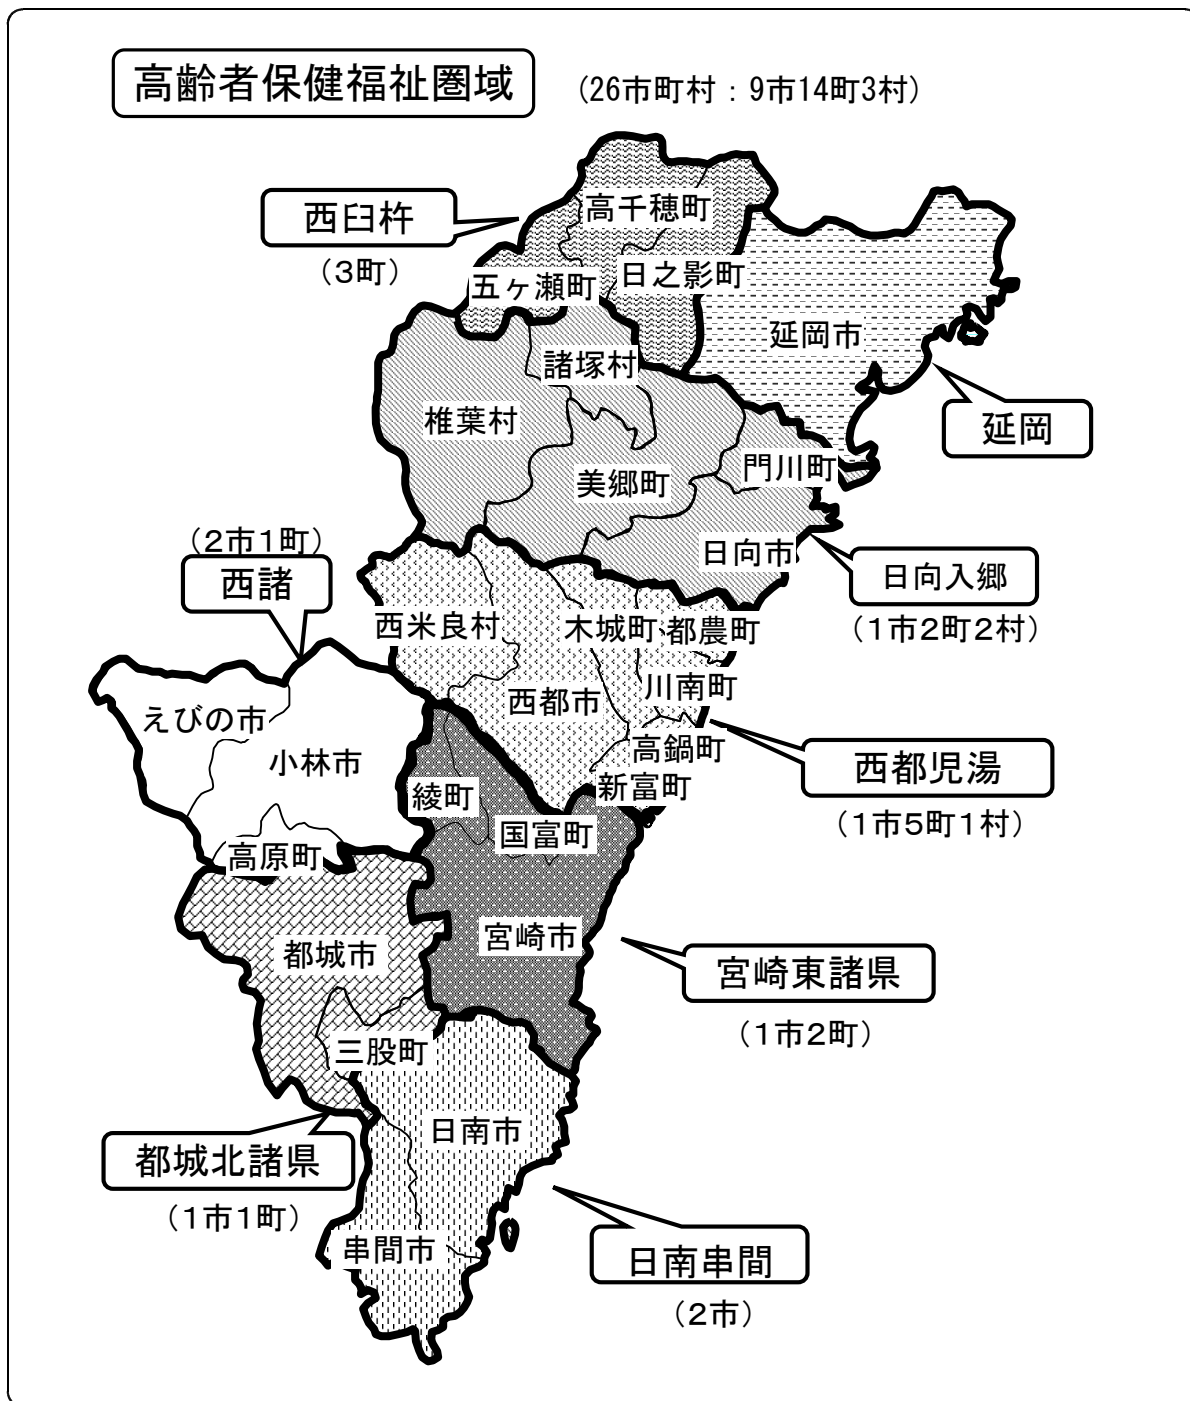 高齢者保健福祉圏域
(26市町村:9市14町3村)
高千穂町
西臼杵
(3町)
日之影町
五ヶ瀬町
延岡市
諸塚村
椎葉村
延岡
門川町
美郷町
(2市1町)
日向市
西諸
日向入郷
(1市2町2村)
西米良村
木城町
都農町
川南町
西都市
えびの市
高鍋町
小林市
西都児湯
新富町
綾町
(1市5町1村)
国富町
高原町
宮崎市
都城市
宮崎東諸県
(1市2町)
三股町
日南市
都城北諸県
(1市1町)
串間市
日南串間
(2市)